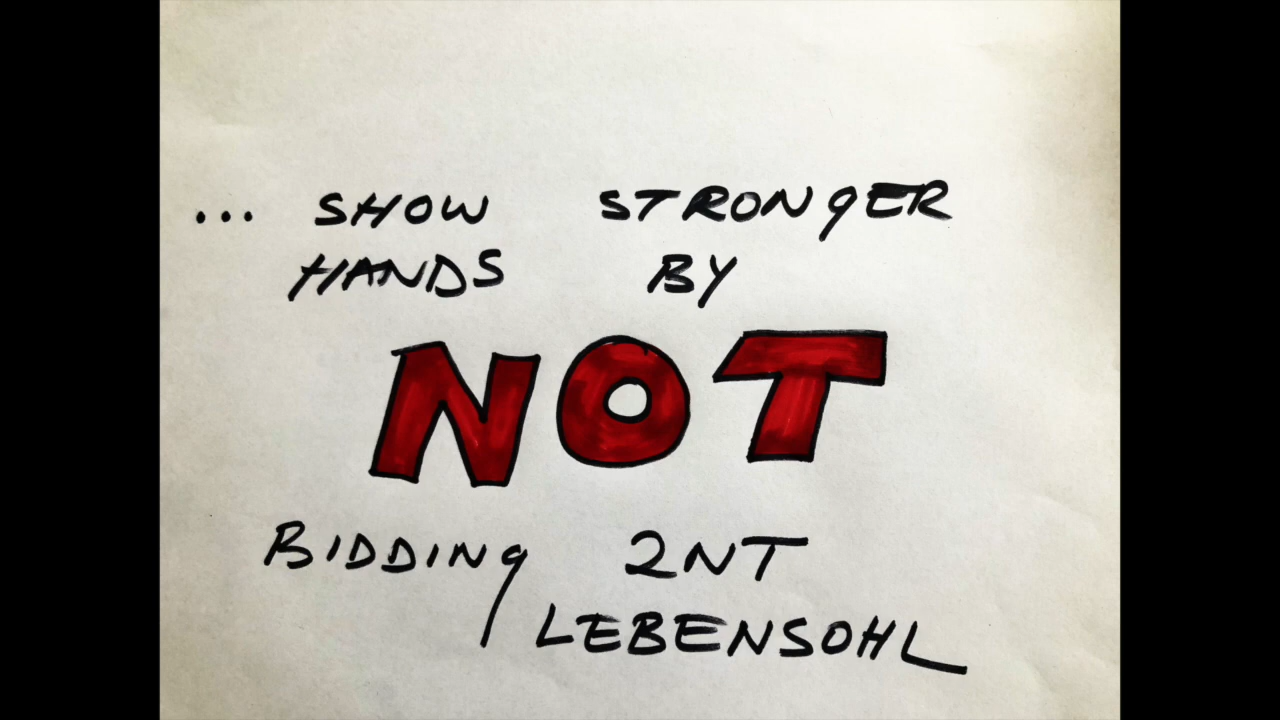 ... SHOW STRONGER
HANDS BY
NOT
BIDDING 2NT
LEBENSOHL